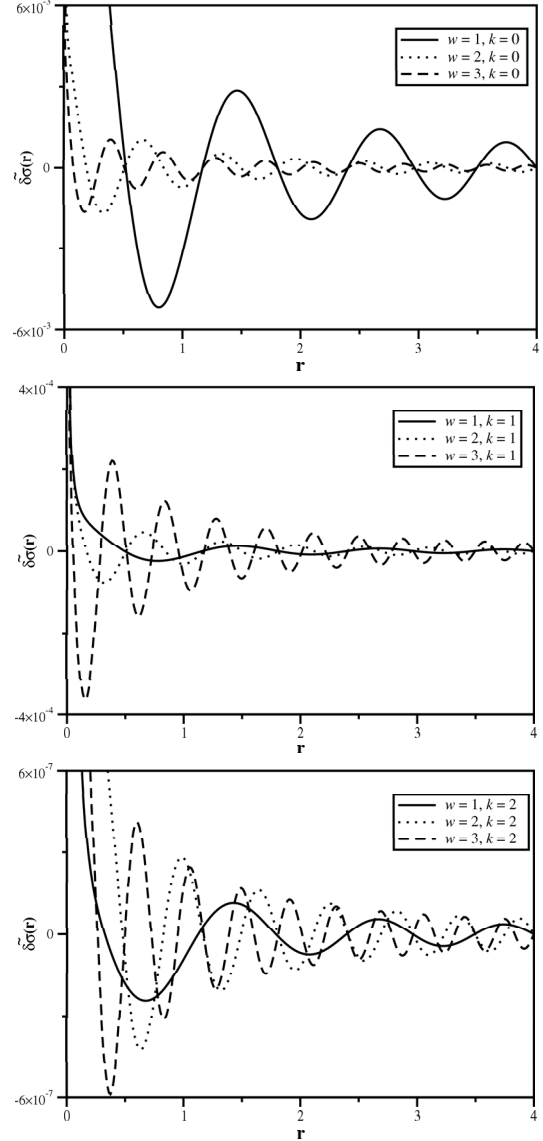 6×10⁻³
0
-6×10⁻³
δ̃σ(r)
w = 1, k = 0
w = 2, k = 0
w = 3, k = 0
0 1 2 3 4
r
4×10⁻⁴
0
-4×10⁻⁴
δ̃σ(r)
w = 1, k = 1
w = 2, k = 1
w = 3, k = 1
0 1 2 3 4
r
6×10⁻⁷
0
-6×10⁻⁷
δ̃σ(r)
w = 1, k = 2
w = 2, k = 2
w = 3, k = 2
0 1 2 3 4
r